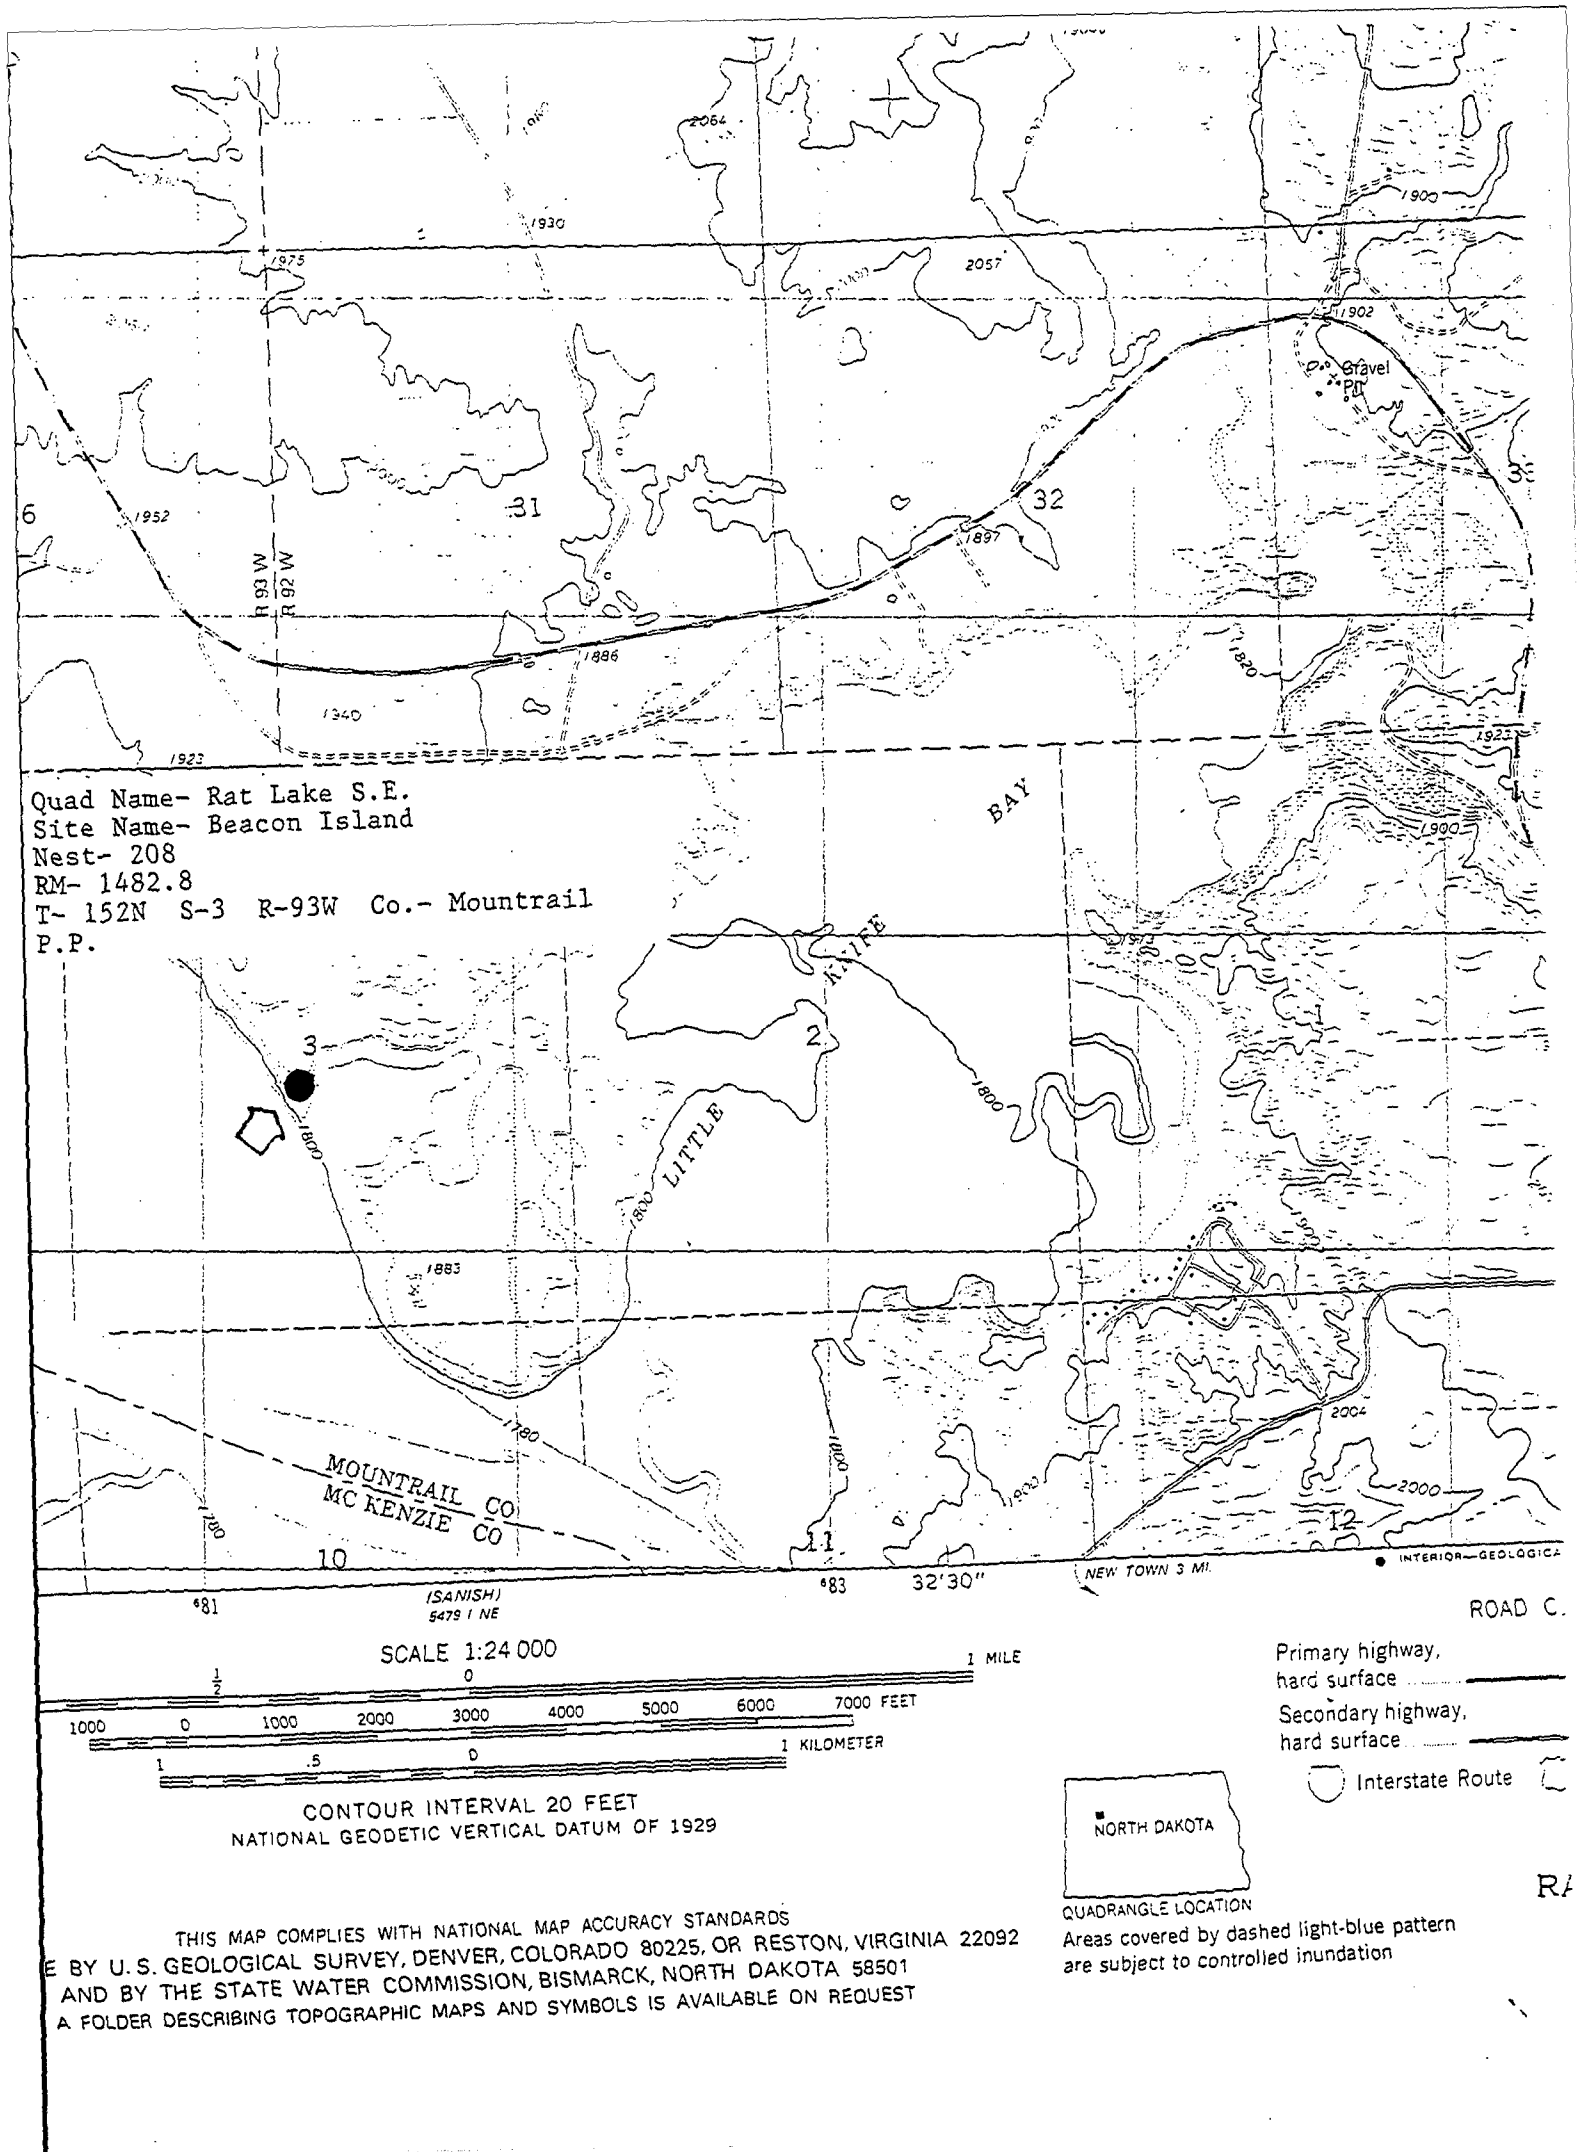 2064
1930
1900
1975
2057
2000
1902
Gravel
Pit
6
1952
31
32
1897
R 93 W
R 92 W
1886
1820
1940
1923
1923
Quad Name- Rat Lake S.E.
Site Name- Beacon Island
Nest- 208
RM- 1482.8
T- 152N S-3 R-93W Co.- Mountrail
P.P.
BAY
1900
KNIFE
3
2
1800
1800
LITTLE
1800
1900
1883
1780
2004
1800
1900
2000
MOUNTRAIL CO
MC KENZIE CO
1780
10
11
12
INTERIOR—GEOLOGICA
NEW TOWN 3 MI.
(SANISH)
5479 I NE
⁶81
⁶83
32'30"
ROAD C
SCALE 1:24 000
1/2 0 1 MILE
1000 0 1000 2000 3000 4000 5000 6000 7000 FEET
1 .5 0 1 KILOMETER
CONTOUR INTERVAL 20 FEET
NATIONAL GEODETIC VERTICAL DATUM OF 1929
Primary highway,
hard surface
Secondary highway,
hard surface
Interstate Route
NORTH DAKOTA
QUADRANGLE LOCATION
Areas covered by dashed light-blue pattern
are subject to controlled inundation
RA
THIS MAP COMPLIES WITH NATIONAL MAP ACCURACY STANDARDS
E BY U.S. GEOLOGICAL SURVEY, DENVER, COLORADO 80225, OR RESTON, VIRGINIA 22092
AND BY THE STATE WATER COMMISSION, BISMARCK, NORTH DAKOTA 58501
A FOLDER DESCRIBING TOPOGRAPHIC MAPS AND SYMBOLS IS AVAILABLE ON REQUEST